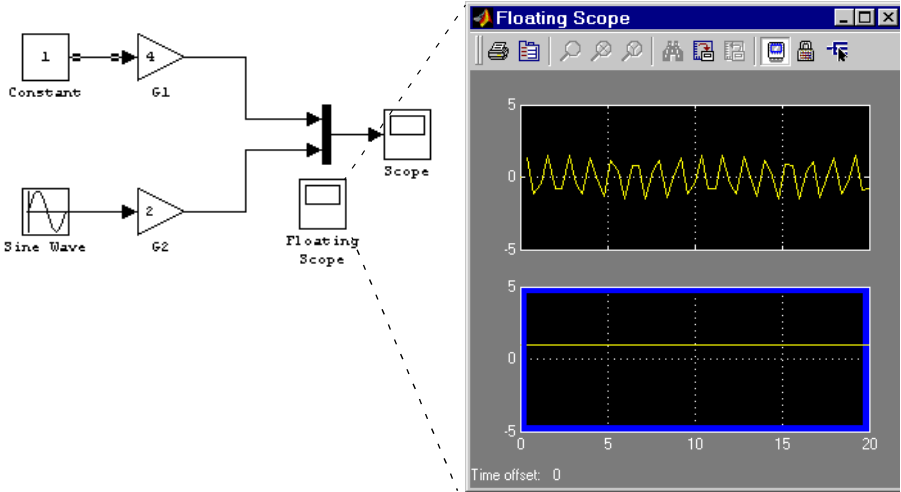 Floating Scope
1
Constant
4
G1
Scope
Sine Wave
2
G2
Floating
Scope
5
0
-5
5
0
-5
0 5 10 15 20
Time offset: 0